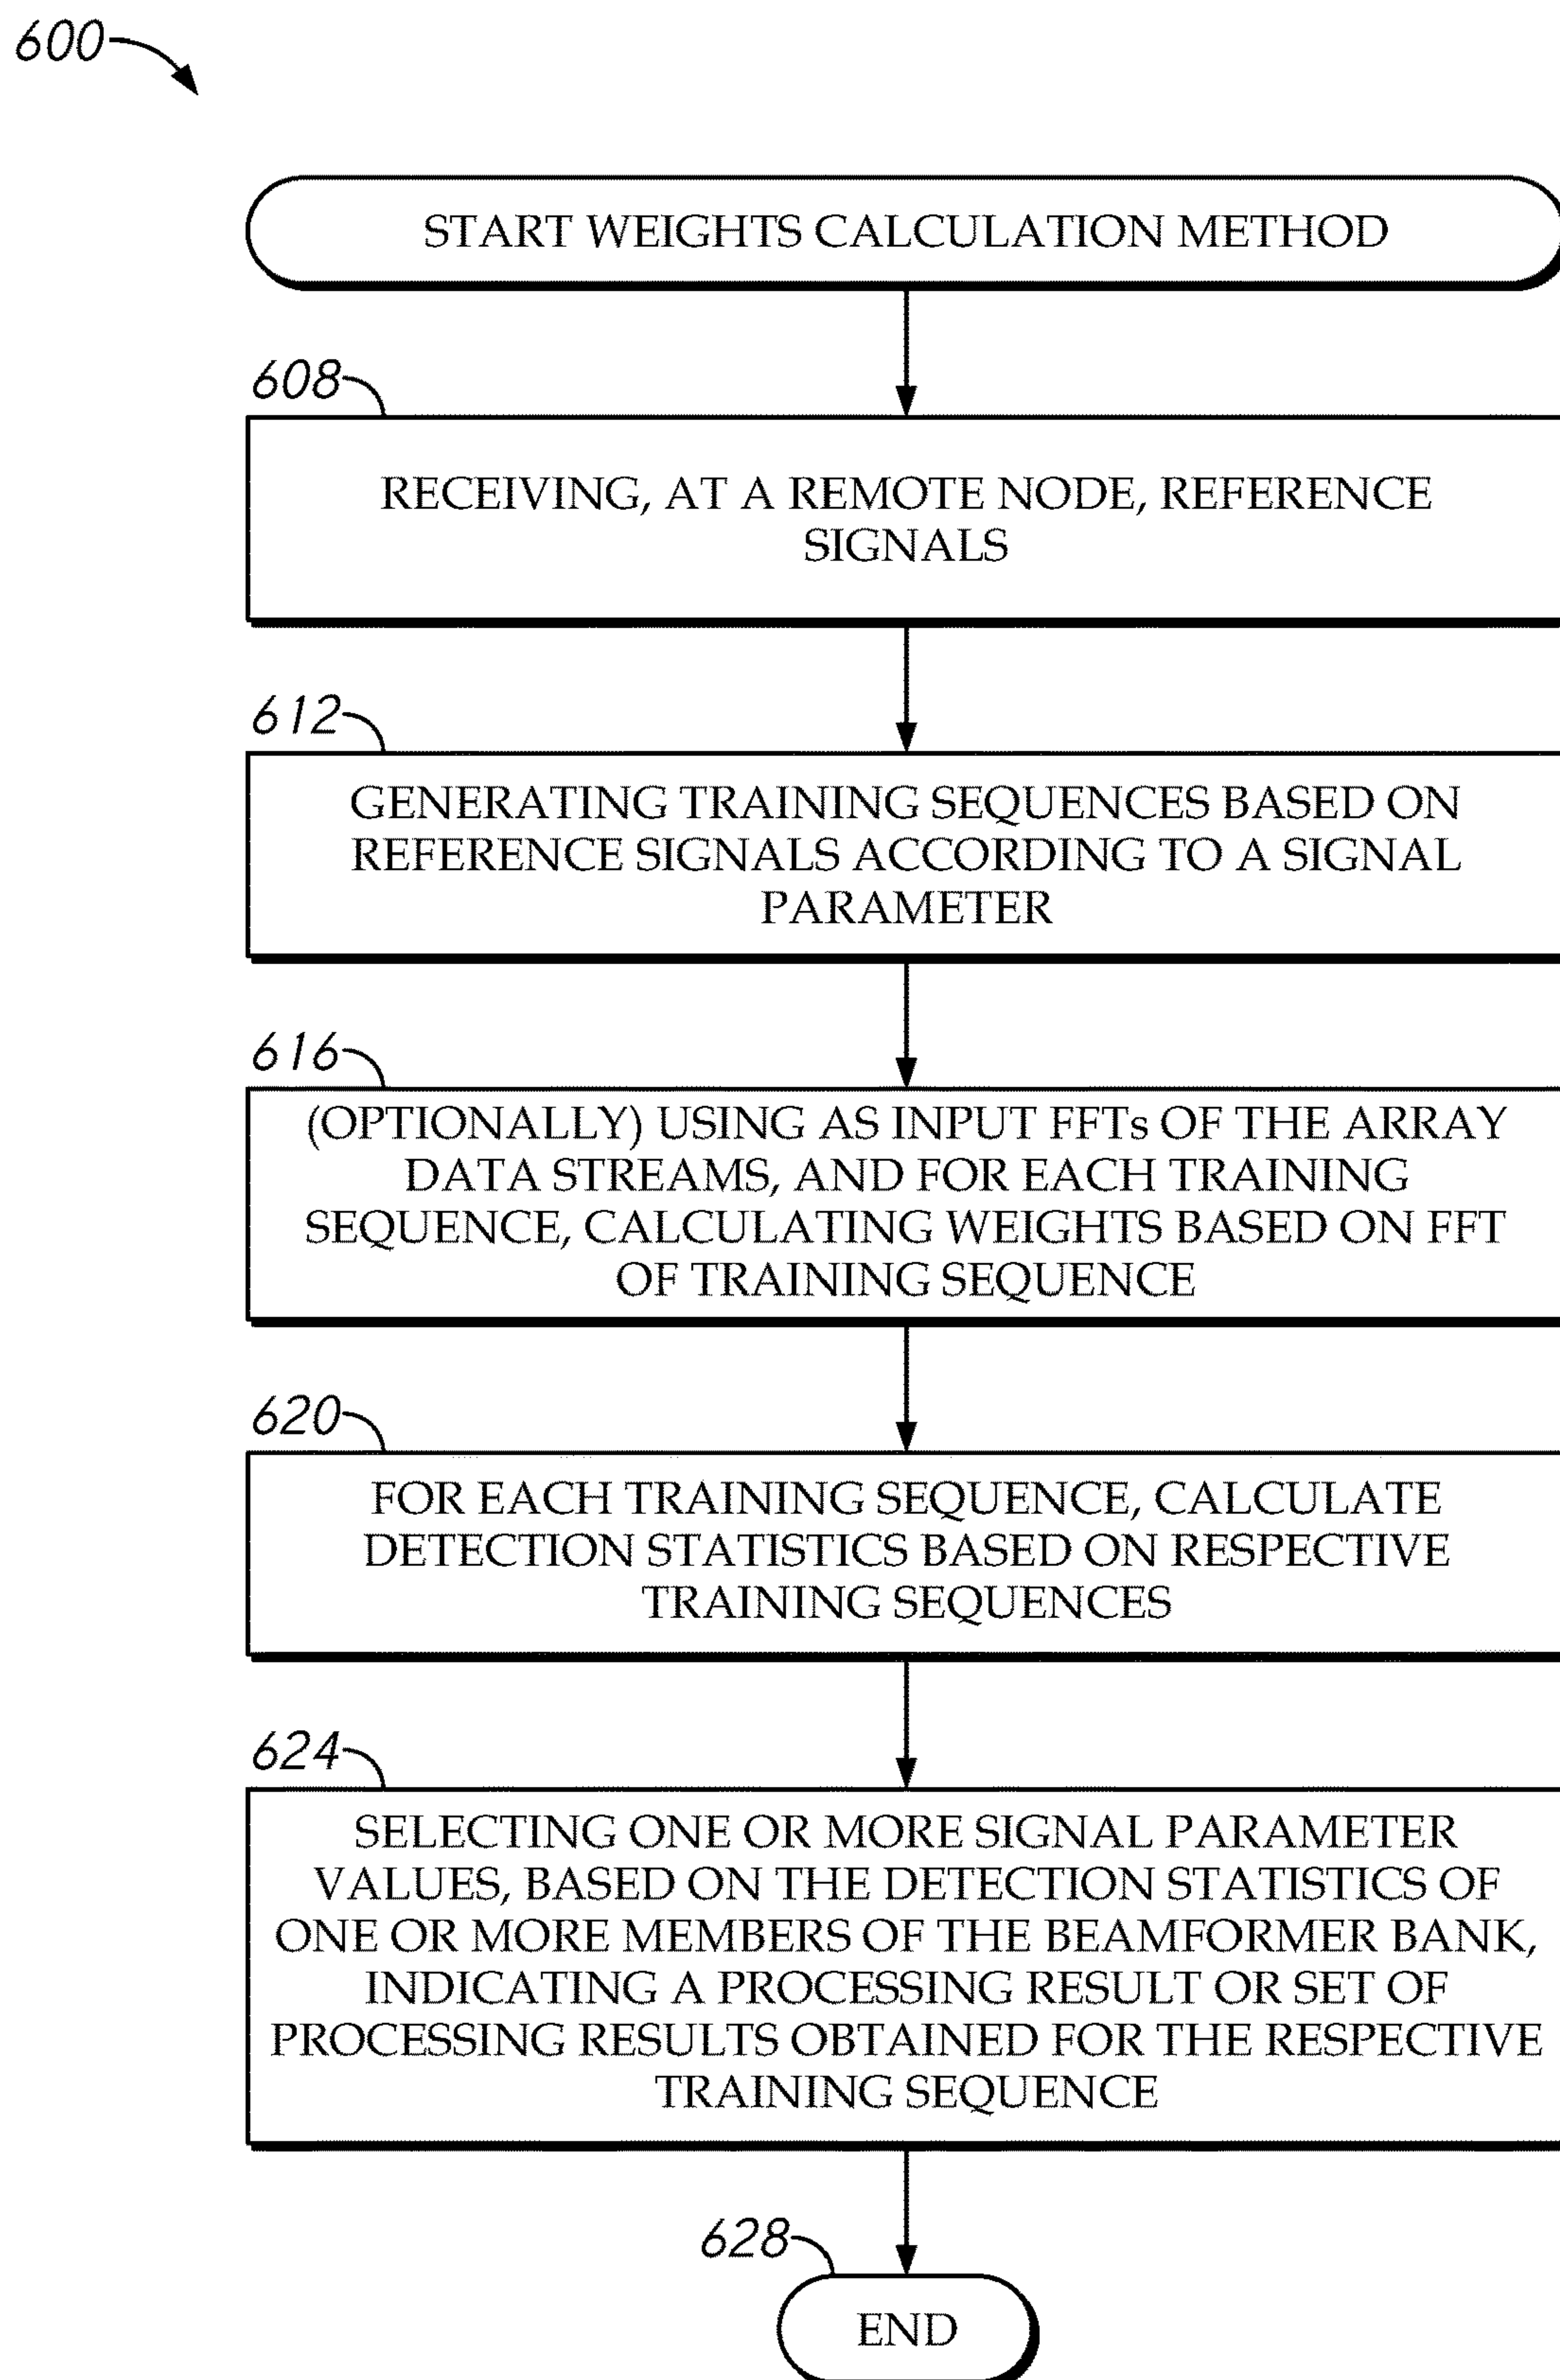 600
START WEIGHTS CALCULATION METHOD
608
RECEIVING, AT A REMOTE NODE, REFERENCE
SIGNALS
612
GENERATING TRAINING SEQUENCES BASED ON
REFERENCE SIGNALS ACCORDING TO A SIGNAL
PARAMETER
616
(OPTIONALLY) USING AS INPUT FFTs OF THE ARRAY
DATA STREAMS, AND FOR EACH TRAINING
SEQUENCE, CALCULATING WEIGHTS BASED ON FFT
OF TRAINING SEQUENCE
620
FOR EACH TRAINING SEQUENCE, CALCULATE
DETECTION STATISTICS BASED ON RESPECTIVE
TRAINING SEQUENCES
624
SELECTING ONE OR MORE SIGNAL PARAMETER
VALUES, BASED ON THE DETECTION STATISTICS OF
ONE OR MORE MEMBERS OF THE BEAMFORMER BANK,
INDICATING A PROCESSING RESULT OR SET OF
PROCESSING RESULTS OBTAINED FOR THE RESPECTIVE
TRAINING SEQUENCE
628
END